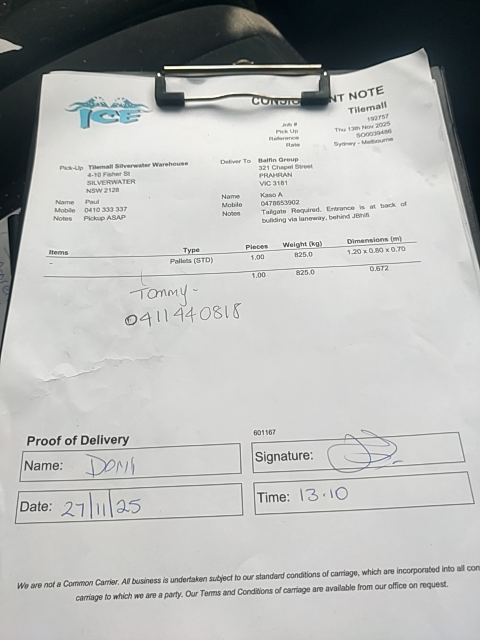 ICE
CONSIGNMENT NOTE
Tilemall
Job # 192757
Pick Up Thu 13th Nov 2025
Reference SO0039486
Rate Sydney - Melbourne
Pick-Up Tilemall Silverwater Warehouse
4-10 Fisher St
SILVERWATER
NSW 2128
Name Paul
Mobile 0410 333 337
Notes Pickup ASAP
Deliver To Balfin Group
321 Chapel Street
PRAHRAN
VIC 3181
Name Kaso A
Mobile 0478653902
Notes Tailgate Required. Entrance is at back of
building via laneway, behind JBhifi
Items Type Pieces Weight (kg) Dimensions (m)
- Pallets (STD) 1.00 825.0 1.20 x 0.80 x 0.70
1.00 825.0 0.672
Tommy -
0411440818
Proof of Delivery
601167
Name:
Signature:
Date: 27/11/25
Time: 13.10
We are not a Common Carrier. All business is undertaken subject to our standard conditions of carriage, which are incorporated into all con
carriage to which we are a party. Our Terms and Conditions of carriage are available from our office on request.